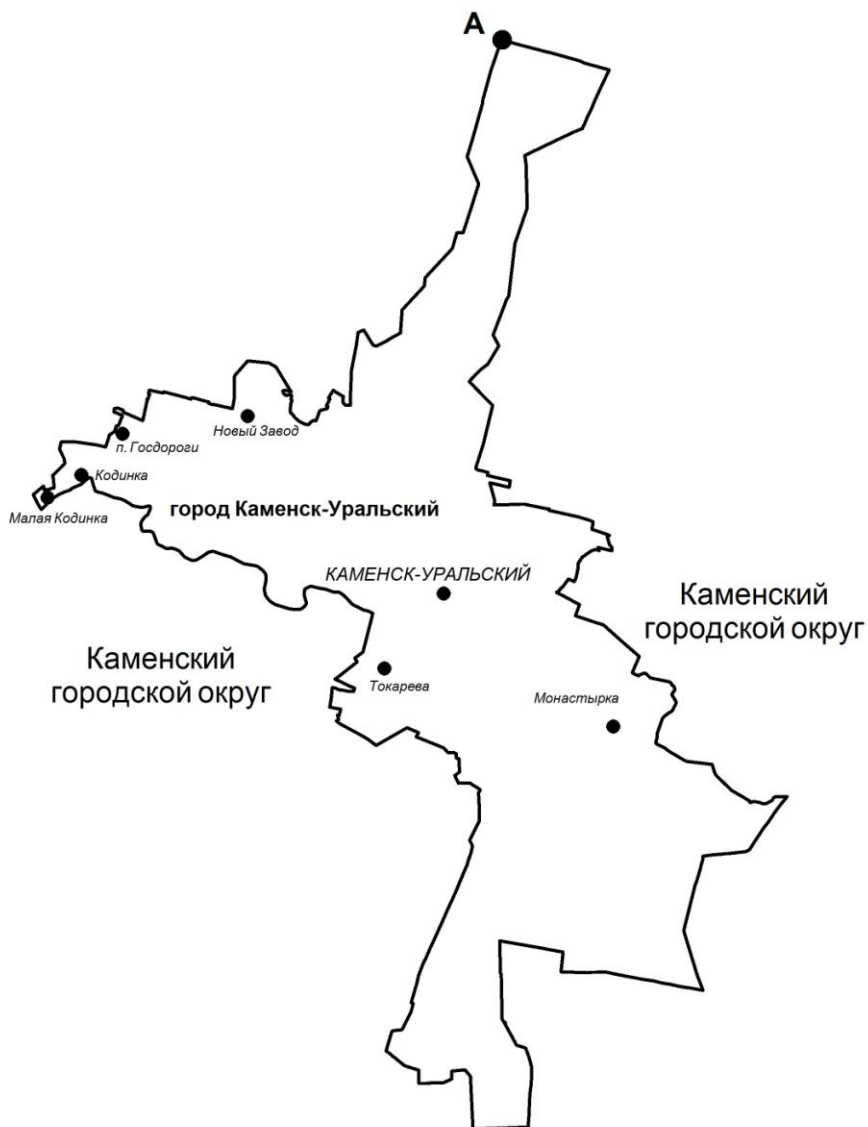 А
Новый Завод
п. Госдороги
Кодинка
Малая Кодинка
город Каменск-Уральский
КАМЕНСК-УРАЛЬСКИЙ
Каменский
городской округ
Каменский
городской округ
Токарева
Монастырка